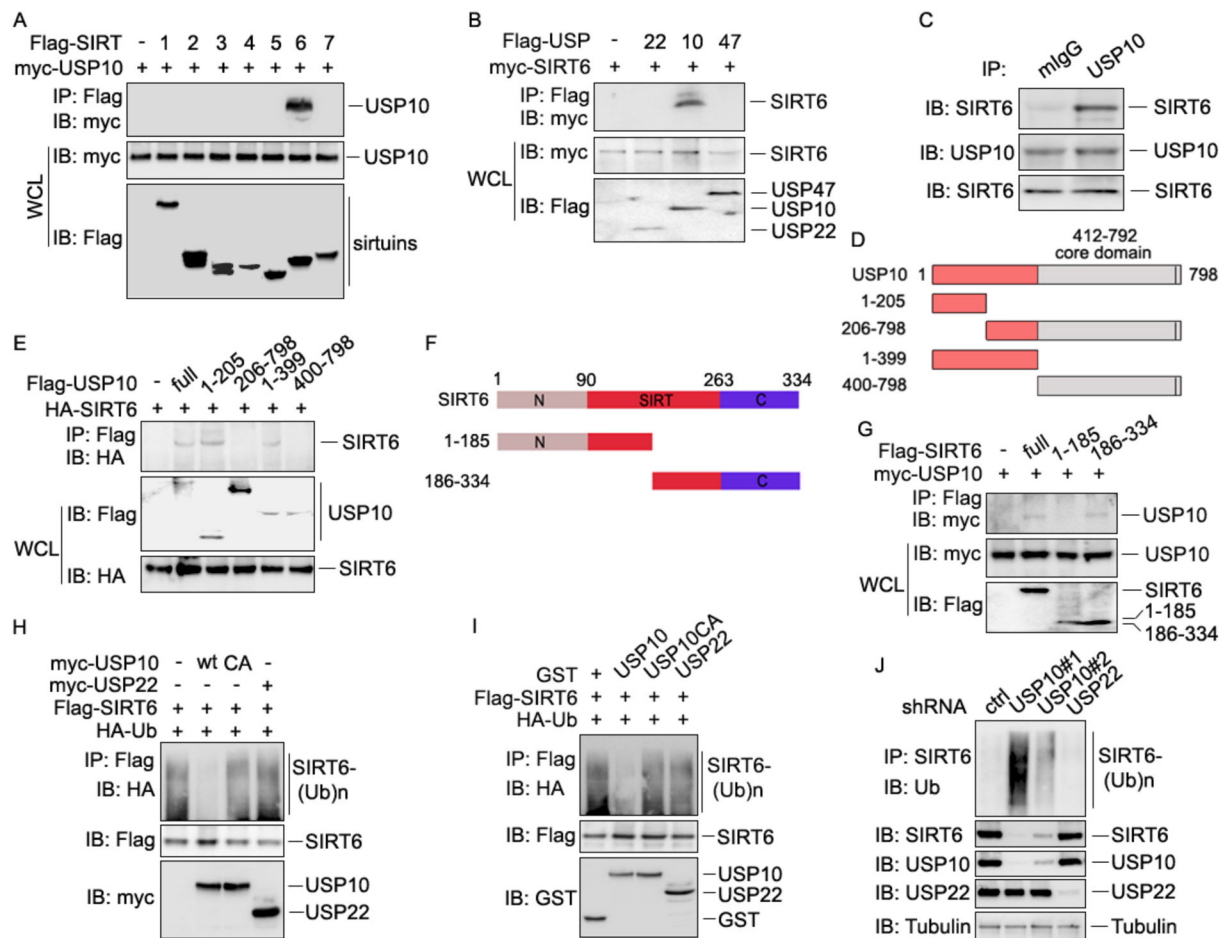 A
Flag-SIRT - 1 2 3 4 5 6 7
myc-USP10 + + + + + + + +
IP: Flag
IB: myc
USP10
WCL
IB: myc
USP10
IB: Flag
sirtuins
B
Flag-USP - 22 10 47
myc-SIRT6 + + + +
IP: Flag
IB: myc
SIRT6
WCL
IB: myc
SIRT6
IB: Flag
USP47
USP10
USP22
C
IP: mIgG USP10
IB: SIRT6 SIRT6
IB: USP10 USP10
IB: SIRT6 SIRT6
D
412-792
core domain
USP10 1 798
1-205
206-798
1-399
400-798
E
Flag-USP10 - full 1-205 206-798 1-399 400-798
HA-SIRT6 + + + + + +
IP: Flag
IB: HA
SIRT6
WCL
IB: Flag
USP10
IB: HA
SIRT6
F
1 90 263 334
SIRT6 N SIRT C
1-185 N
186-334 C
G
Flag-SIRT6 - full 1-185 186-334
myc-USP10 + + + +
IP: Flag
IB: myc
USP10
WCL
IB: myc
USP10
IB: Flag
SIRT6
1-185
186-334
H
myc-USP10 - wt CA -
myc-USP22 - - - +
Flag-SIRT6 + + + +
HA-Ub + + + +
IP: Flag
IB: HA
SIRT6-
(Ub)n
IB: Flag
SIRT6
IB: myc
USP10
USP22
I
GST + USP10 USP10CA USP22
Flag-SIRT6 + + + +
HA-Ub + + + +
IP: Flag
IB: HA
SIRT6-
(Ub)n
IB: Flag
SIRT6
IB: GST
USP10
USP22
GST
J
shRNA ctrl USP10#1 USP10#2 USP22
IP: SIRT6
IB: Ub
SIRT6-
(Ub)n
IB: SIRT6 SIRT6
IB: USP10 USP10
IB: USP22 USP22
IB: Tubulin Tubulin